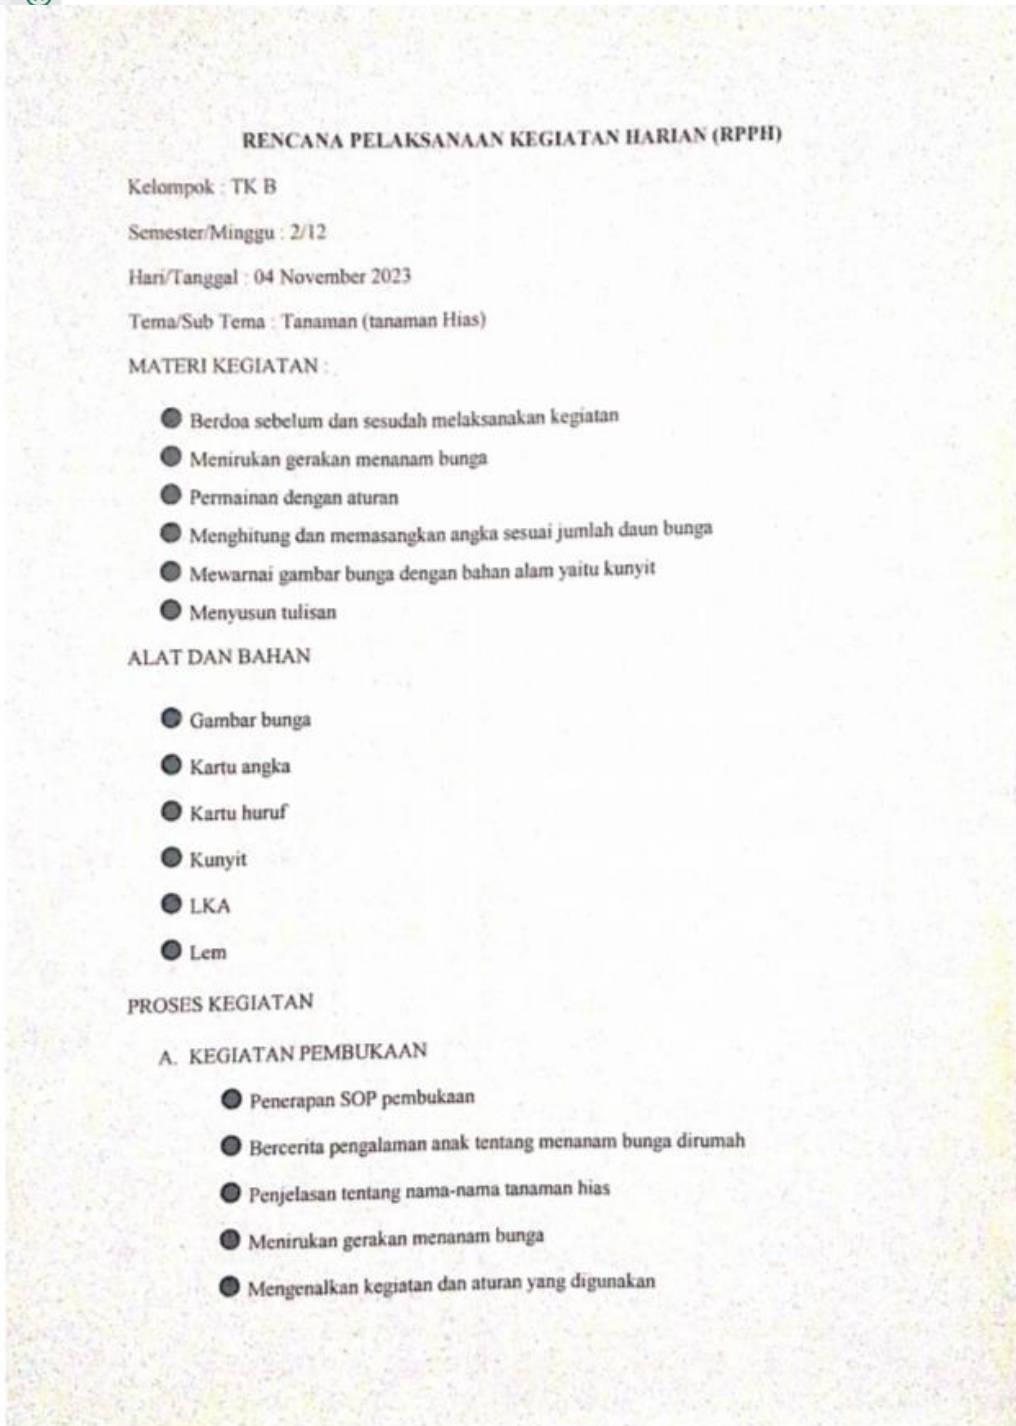 RENCANA PELAKSANAAN KEGIATAN HARIAN (RPPH)
Kelompok : TK B
Semester/Minggu : 2/12
Hari/Tanggal : 04 November 2023
Tema/Sub Tema : Tanaman (tanaman Hias)
MATERI KEGIATAN :
Berdoa sebelum dan sesudah melaksanakan kegiatan
Menirukan gerakan menanam bunga
Permainan dengan aturan
Menghitung dan memasangkan angka sesuai jumlah daun bunga
Mewarnai gambar bunga dengan bahan alam yaitu kunyit
Menyusun tulisan
ALAT DAN BAHAN
Gambar bunga
Kartu angka
Kartu huruf
Kunyit
LKA
Lem
PROSES KEGIATAN
A. KEGIATAN PEMBUKAAN
Penerapan SOP pembukaan
Bercerita pengalaman anak tentang menanam bunga dirumah
Penjelasan tentang nama-nama tanaman hias
Menirukan gerakan menanam bunga
Mengenalkan kegiatan dan aturan yang digunakan